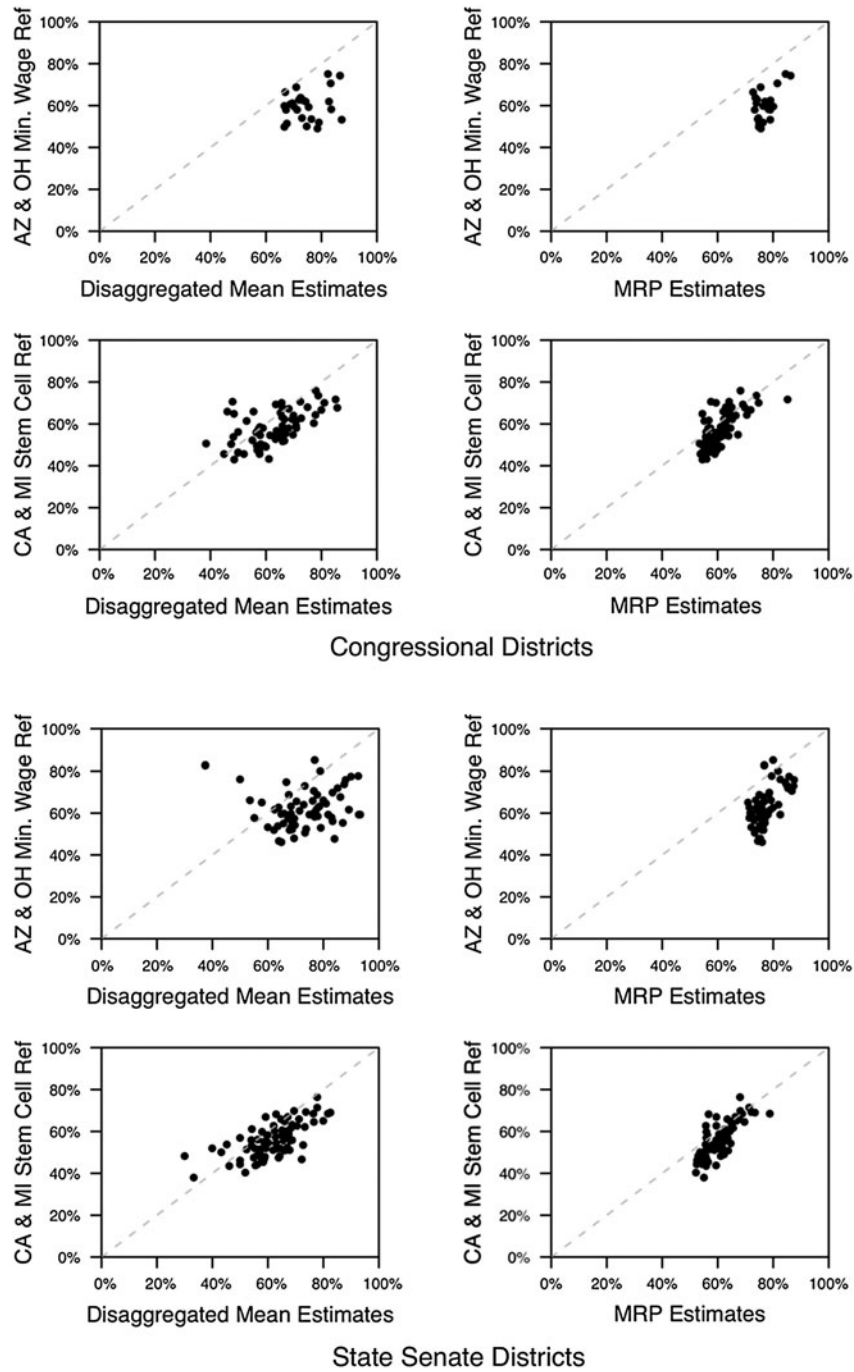 AZ & OH Min. Wage Ref
100%
80%
60%
40%
20%
0%
0% 20% 40% 60% 80% 100%
Disaggregated Mean Estimates
AZ & OH Min. Wage Ref
100%
80%
60%
40%
20%
0%
0% 20% 40% 60% 80% 100%
MRP Estimates
CA & MI Stem Cell Ref
100%
80%
60%
40%
20%
0%
0% 20% 40% 60% 80% 100%
Disaggregated Mean Estimates
CA & MI Stem Cell Ref
100%
80%
60%
40%
20%
0%
0% 20% 40% 60% 80% 100%
MRP Estimates
Congressional Districts
AZ & OH Min. Wage Ref
100%
80%
60%
40%
20%
0%
0% 20% 40% 60% 80% 100%
Disaggregated Mean Estimates
AZ & OH Min. Wage Ref
100%
80%
60%
40%
20%
0%
0% 20% 40% 60% 80% 100%
MRP Estimates
CA & MI Stem Cell Ref
100%
80%
60%
40%
20%
0%
0% 20% 40% 60% 80% 100%
Disaggregated Mean Estimates
CA & MI Stem Cell Ref
100%
80%
60%
40%
20%
0%
0% 20% 40% 60% 80% 100%
MRP Estimates
State Senate Districts